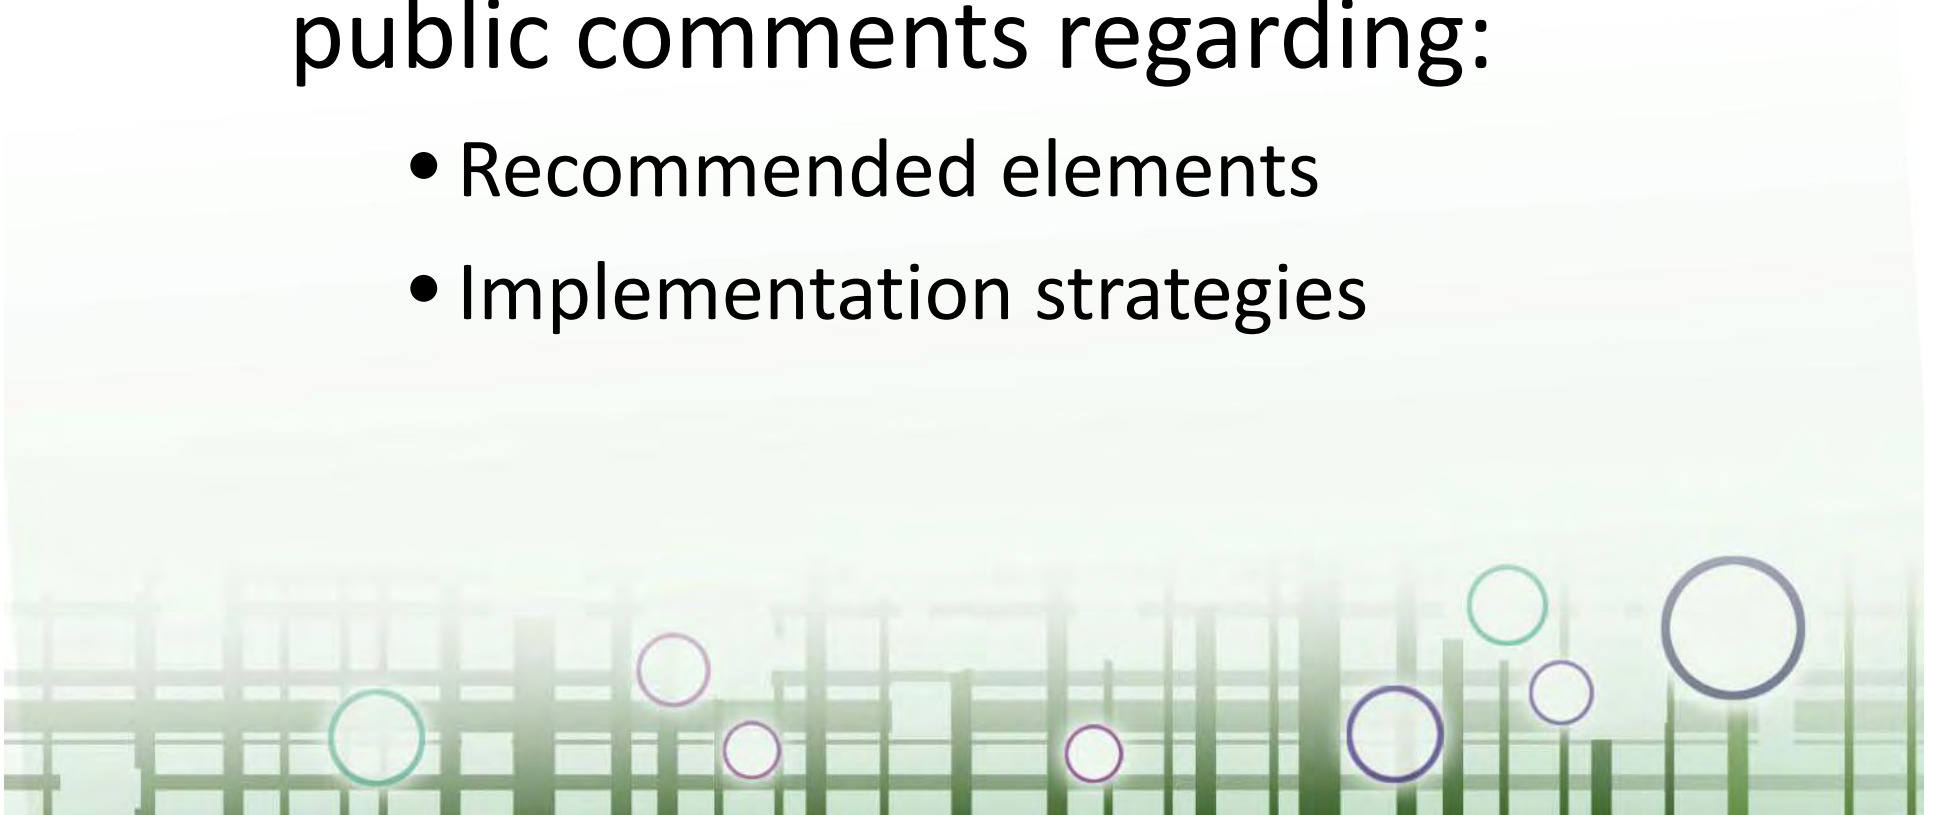 public comments regarding:
• Recommended elements
• Implementation strategies